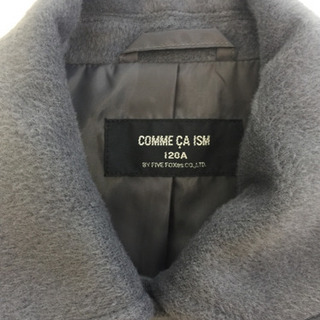 COMME ÇA ISM
120A
BY FIVE FOXes CO.,LTD.